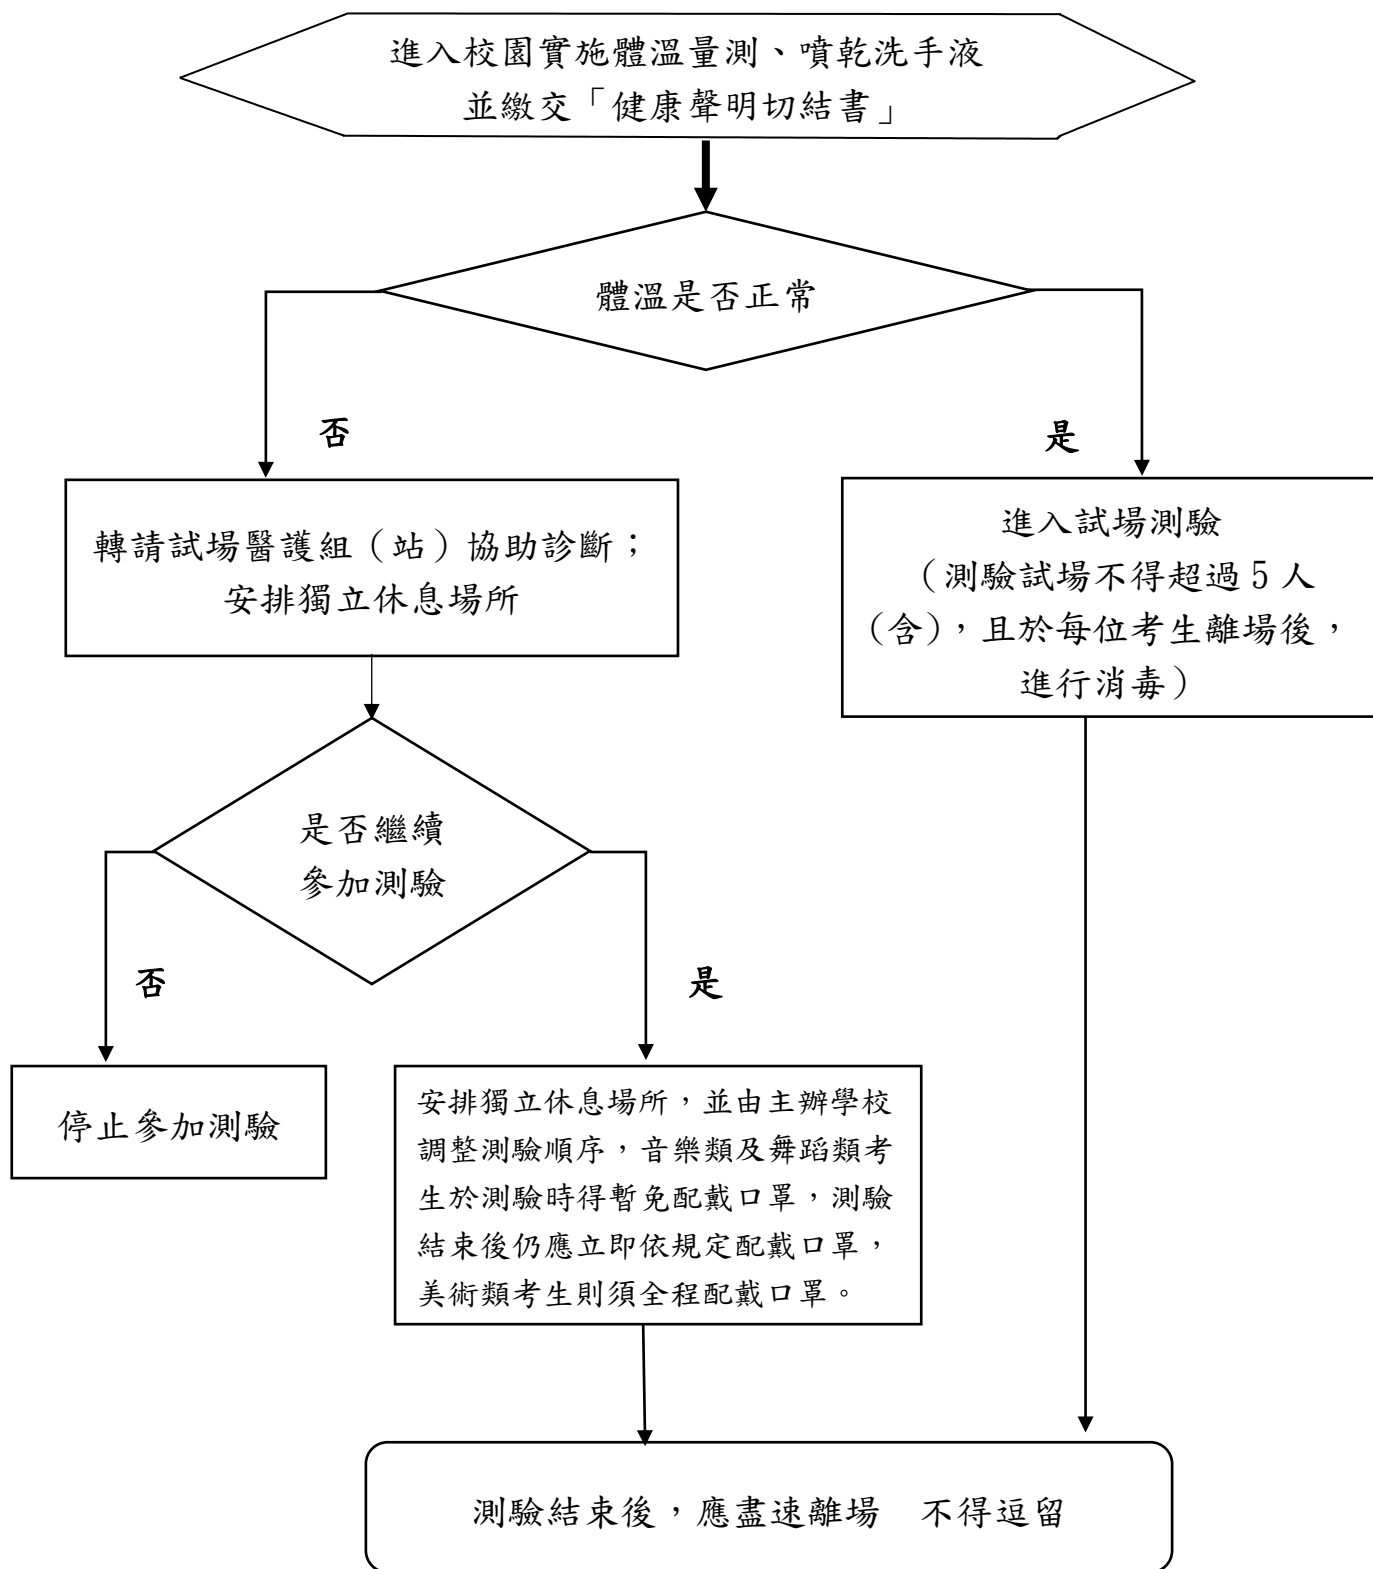 進入校園實施體溫量測、噴乾洗手液
並繳交「健康聲明切結書」
體溫是否正常
否
是
轉請試場醫護組（站）協助診斷；
安排獨立休息場所
進入試場測驗
（測驗試場不得超過5人
（含），且於每位考生離場後，
進行消毒）
是否繼續
參加測驗
否
是
停止參加測驗
安排獨立休息場所，並由主辦學校
調整測驗順序，音樂類及舞蹈類考
生於測驗時得暫免配戴口罩，測驗
結束後仍應立即依規定配戴口罩，
美術類考生則須全程配戴口罩。
測驗結束後，應盡速離場　不得逗留